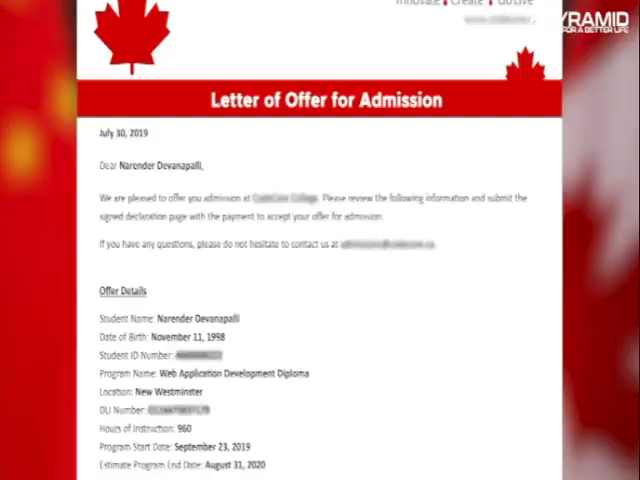 Innovate Create
YRAMID
FOR A BETTER LIFE
Letter of Offer for Admission
July 30, 2019
Dear Narender Devanapalli,
We are pleased to offer you admission at Please review the following information and submit the
signed declaration page with the payment to accept your offer for admission.
If you have any questions, please do not hesitate to contact us at
Offer Details
Student Name: Narender Devanapalli
Date of Birth: November 11, 1998
Student ID Number:
Program Name: Web Application Development Diploma
Location: New Westminster
DLI Number:
Hours of Instruction: 960
Program Start Date: September 23, 2019
Estimate Program End Date: August 31, 2020